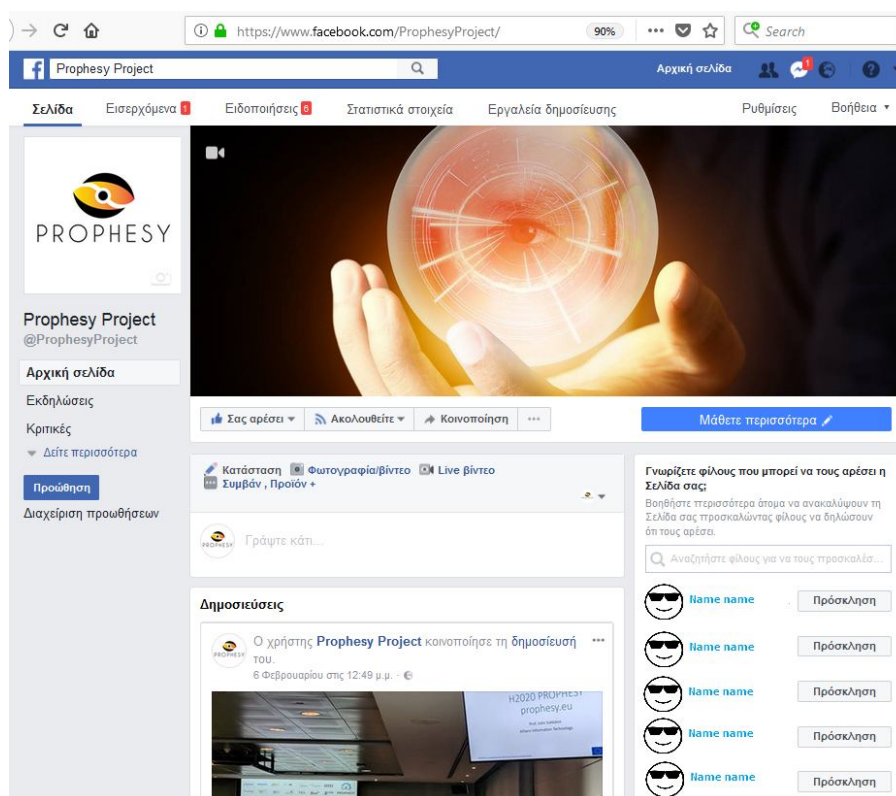 https://www.facebook.com/ProphesyProject/
90%
Search
Prophesy Project
Αρχική σελίδα
1
Σελίδα
Εισερχόμενα 1
Ειδοποιήσεις 6
Στατιστικά στοιχεία
Εργαλεία δημοσίευσης
Ρυθμίσεις
Βοήθεια
PROPHESY
Prophesy Project
@ProphesyProject
Αρχική σελίδα
Εκδηλώσεις
Κριτικές
Δείτε περισσότερα
Προώθηση
Διαχείριση προωθήσεων
Σας αρέσει
Ακολουθείτε
Κοινοποίηση
Μάθετε περισσότερα
Κατάσταση Φωτογραφία/βίντεο Live βίντεο
Συμβάν , Προϊόν +
PROPHESY
Γράψτε κάτι...
Δημοσιεύσεις
PROPHESY
Ο χρήστης Prophesy Project κοινοποίησε τη δημοσίευσή
του.
6 Φεβρουαρίου στις 12:49 μ.μ. ·
H2020 PROPHESY
prophesy.eu
Γνωρίζετε φίλους που μπορεί να τους αρέσει η
Σελίδα σας;
Βοηθήστε περισσότερα άτομα να ανακαλύψουν τη
Σελίδα σας προσκαλώντας φίλους να δηλώσουν
ότι τους αρέσει.
Αναζητήστε φίλους για να τους προσκαλέσ...
Name name Πρόσκληση
Name name Πρόσκληση
Name name Πρόσκληση
Name name Πρόσκληση
Name name Πρόσκληση